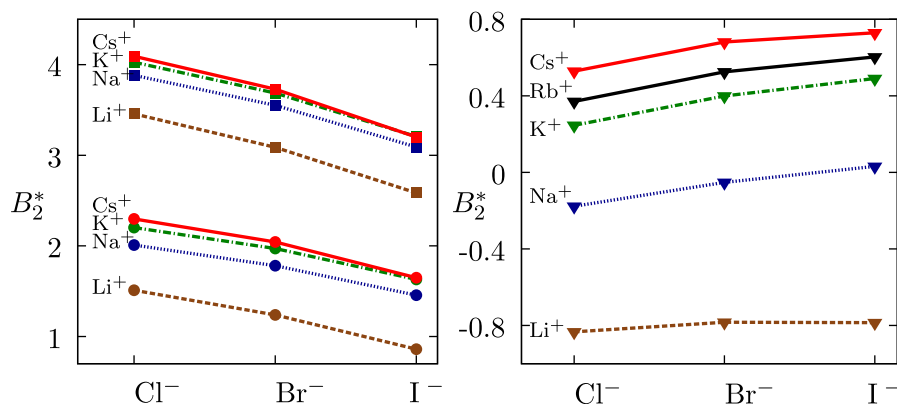 4
3
2
1
B₂*
Cs⁺
K⁺
Na⁺
Li⁺
Cs⁺
K⁺
Na⁺
Li⁺
Cl⁻
Br⁻
I⁻
0.8
0.4
0
-0.4
-0.8
B₂*
Cs⁺
Rb⁺
K⁺
Na⁺
Li⁺
Cl⁻
Br⁻
I⁻